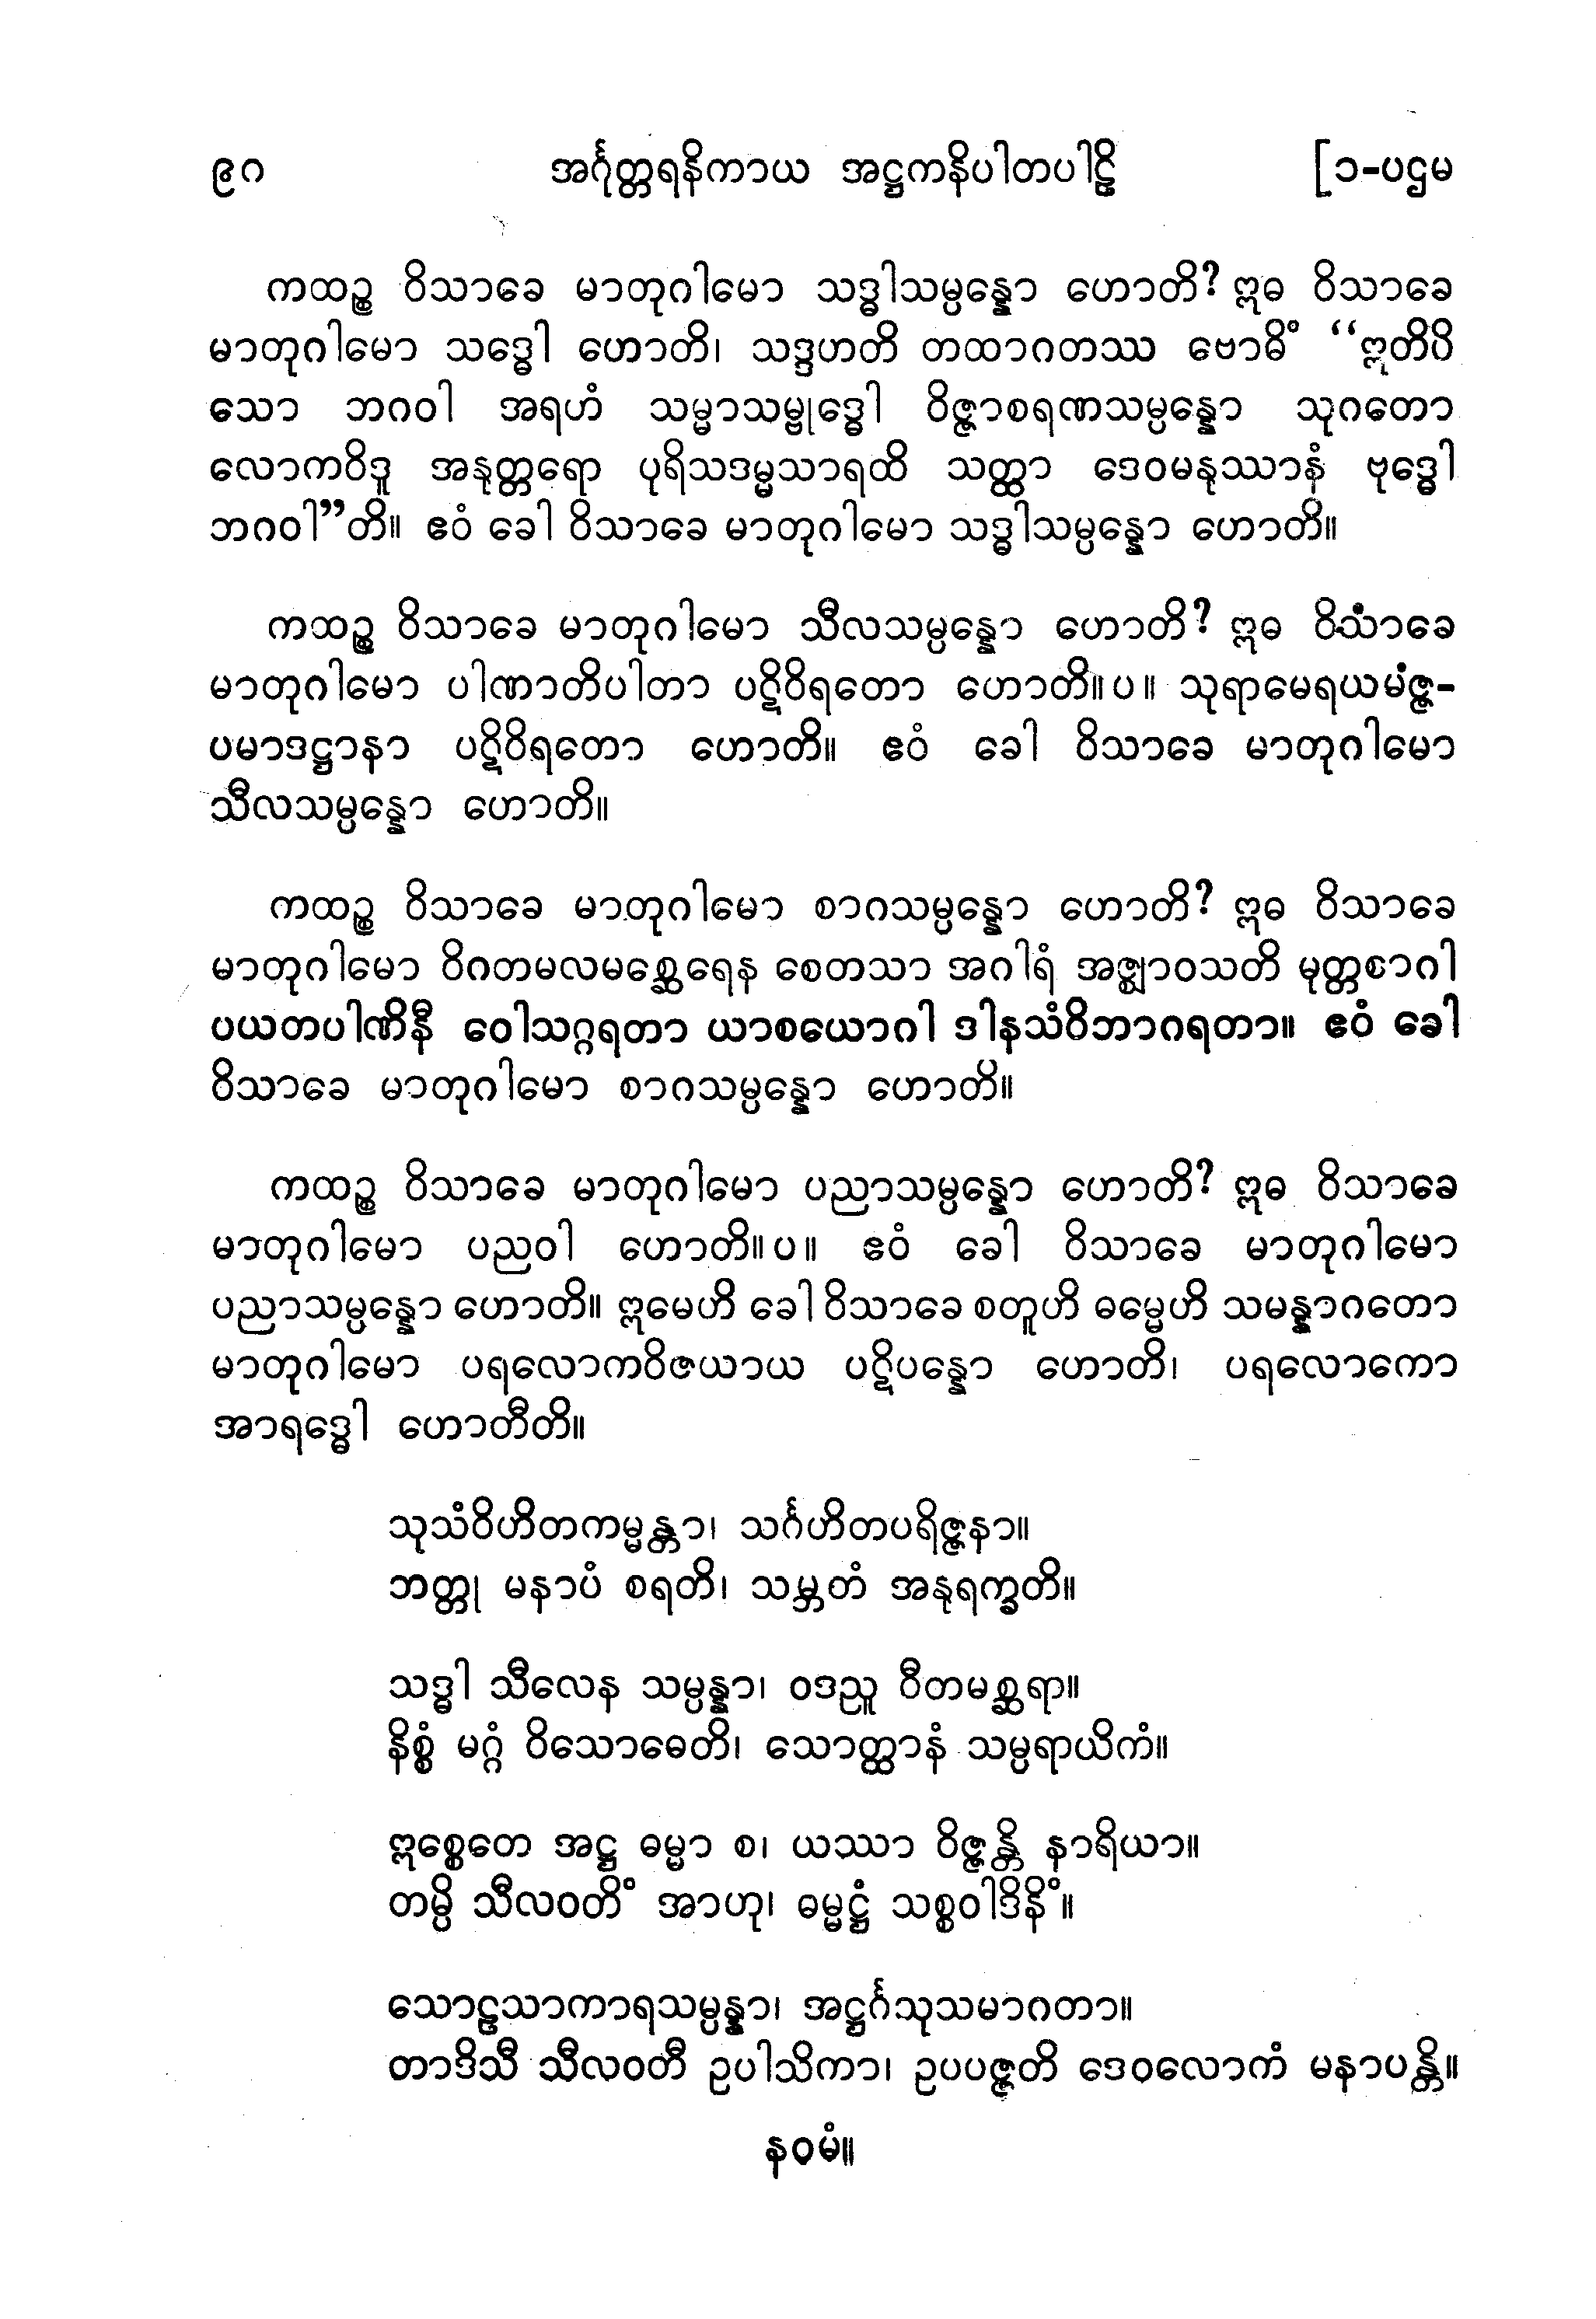 ၉ဂ အင်္ဂုတ္တရနိကာယ အဋ္ဌကနိပါတပါဠိ [၁-ပဌမ
ကထဉ္စ ဝိသာခေ မာတုဂါမော သဒ္ဓါသမ္ပန္နော ဟောတိ? ဣဓ ဝိသာခေ
မာတုဂါမော သဒ္ဓေါ ဟောတိ၊ သဒ္ဒဟတိ တထာဂတဿ ဗောဓိံ “ဣတိပိ
သော ဘဂဝါ အရဟံ သမ္မာသမ္ဗုဒ္ဓေါ ဝိဇ္ဇာစရဏသမ္ပန္နော သုဂတော
လောကဝိဒူ အနုတ္တရော ပုရိသဒမ္မသာရထိ သတ္ထာ ဒေဝမနုဿာနံ ဗုဒ္ဓေါ
ဘဂဝါ”တိ။ ဧဝံ ခေါ ဝိသာခေ မာတုဂါမော သဒ္ဓါသမ္ပန္နော ဟောတိ။
ကထဉ္စ ဝိသာခေ မာတုဂါမော သီလသမ္ပန္နော ဟောတိ? ဣဓ ဝိသာခေ
မာတုဂါမော ပါဏာတိပါတာ ပဋိဝိရတော ဟောတိ။ပ။ သုရာမေရယမဇ္ဇ-
ပမာဒဋ္ဌာနာ ပဋိဝိရတော ဟောတိ။ ဧဝံ ခေါ ဝိသာခေ မာတုဂါမော
သီလသမ္ပန္နော ဟောတိ။
ကထဉ္စ ဝိသာခေ မာတုဂါမော စာဂသမ္ပန္နော ဟောတိ? ဣဓ ဝိသာခေ
မာတုဂါမော ဝိဂတမလမစ္ဆေရေန စေတသာ အဂါရံ အဇ္ဈာဝသတိ မုတ္တစာဂါ
ပယတပါဏိနီ ဝေါသဂ္ဂရတာ ယာစယောဂါ ဒါနသံဝိဘာဂရတာ။ ဧဝံ ခေါ
ဝိသာခေ မာတုဂါမော စာဂသမ္ပန္နော ဟောတိ။
ကထဉ္စ ဝိသာခေ မာတုဂါမော ပညာသမ္ပန္နော ဟောတိ? ဣဓ ဝိသာခေ
မာတုဂါမော ပညဝါ ဟောတိ။ပ။ ဧဝံ ခေါ ဝိသာခေ မာတုဂါမော
ပညာသမ္ပန္နော ဟောတိ။ ဣမေဟိ ခေါ ဝိသာခေ စတူဟိ ဓမ္မေဟိ သမန္နာဂတော
မာတုဂါမော ပရလောကဝိဇယာယ ပဋိပန္နော ဟောတိ၊ ပရလောကော
အာရဒ္ဓေါ ဟောတီတိ။
သုသံဝိဟိတကမ္မန္တာ၊ သင်္ဂဟိတပရိဇ္ဇနာ။
ဘတ္တု မနာပံ စရတိ၊ သမ္ဘတံ အနုရက္ခတိ။
သဒ္ဓါ သီလေန သမ္ပန္နာ၊ ဝဒညူ ဝီတမစ္ဆရာ။
နိစ္စံ မဂ္ဂံ ဝိသောဓေတိ၊ သောတ္ထာနံ သမ္ပရာယိကံ။
ဣစ္စေတေ အဋ္ဌ ဓမ္မာ စ၊ ယဿာ ဝိဇ္ဇန္တိ နာရိယာ။
တမ္ပိ သီလဝတိံ အာဟု၊ ဓမ္မဋ္ဌံ သစ္စဝါဒိနိံ။
သောဠသာကာရသမ္ပန္နာ၊ အဋ္ဌင်္ဂသုသမာဂတာ။
တာဒိသီ သီလဝတီ ဥပါသိကာ၊ ဥပပဇ္ဇတိ ဒေဝလောကံ မနာပန္တိ။
နဝမံ။